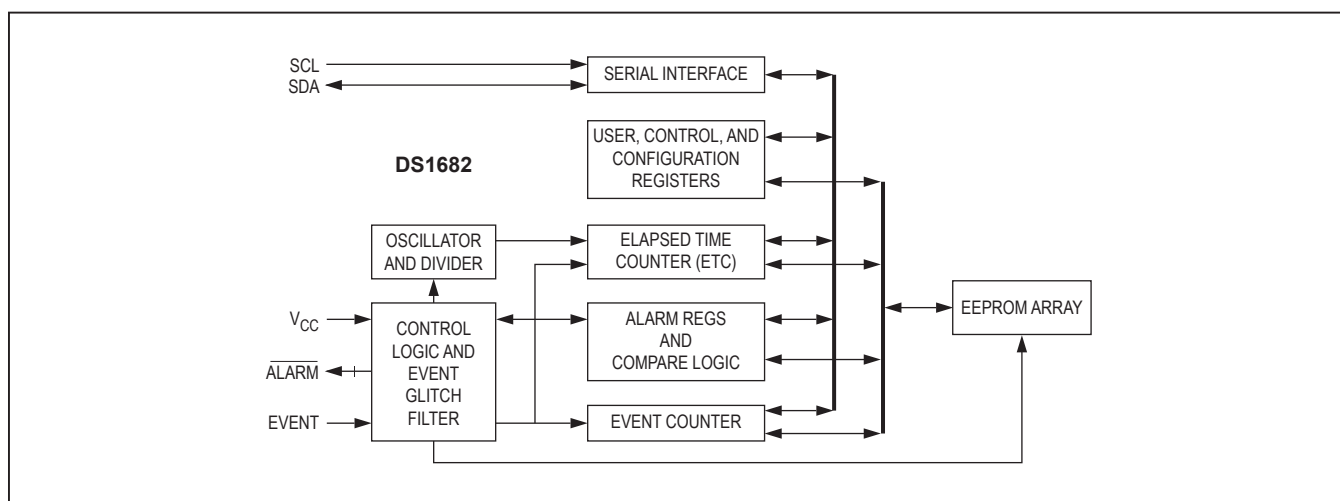 SCL
SDA
SERIAL INTERFACE
USER, CONTROL, AND
CONFIGURATION
REGISTERS
DS1682
OSCILLATOR
AND DIVIDER
ELAPSED TIME
COUNTER (ETC)
EEPROM ARRAY
VCC
ALARM
EVENT
CONTROL
LOGIC AND
EVENT
GLITCH
FILTER
ALARM REGS
AND
COMPARE LOGIC
EVENT COUNTER